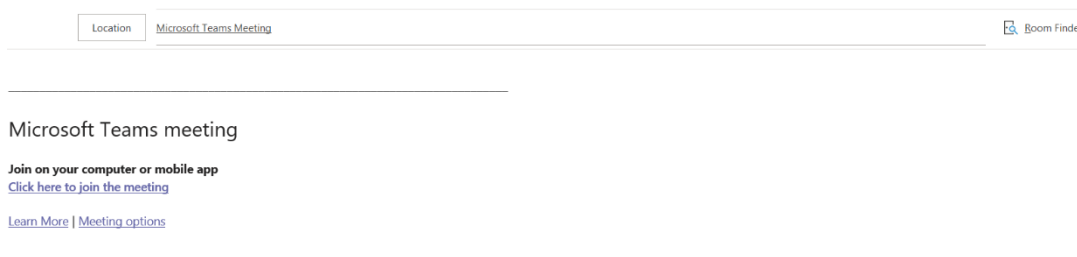 Location Microsoft Teams Meeting Room Finde
Microsoft Teams meeting
Join on your computer or mobile app
Click here to join the meeting
Learn More | Meeting options